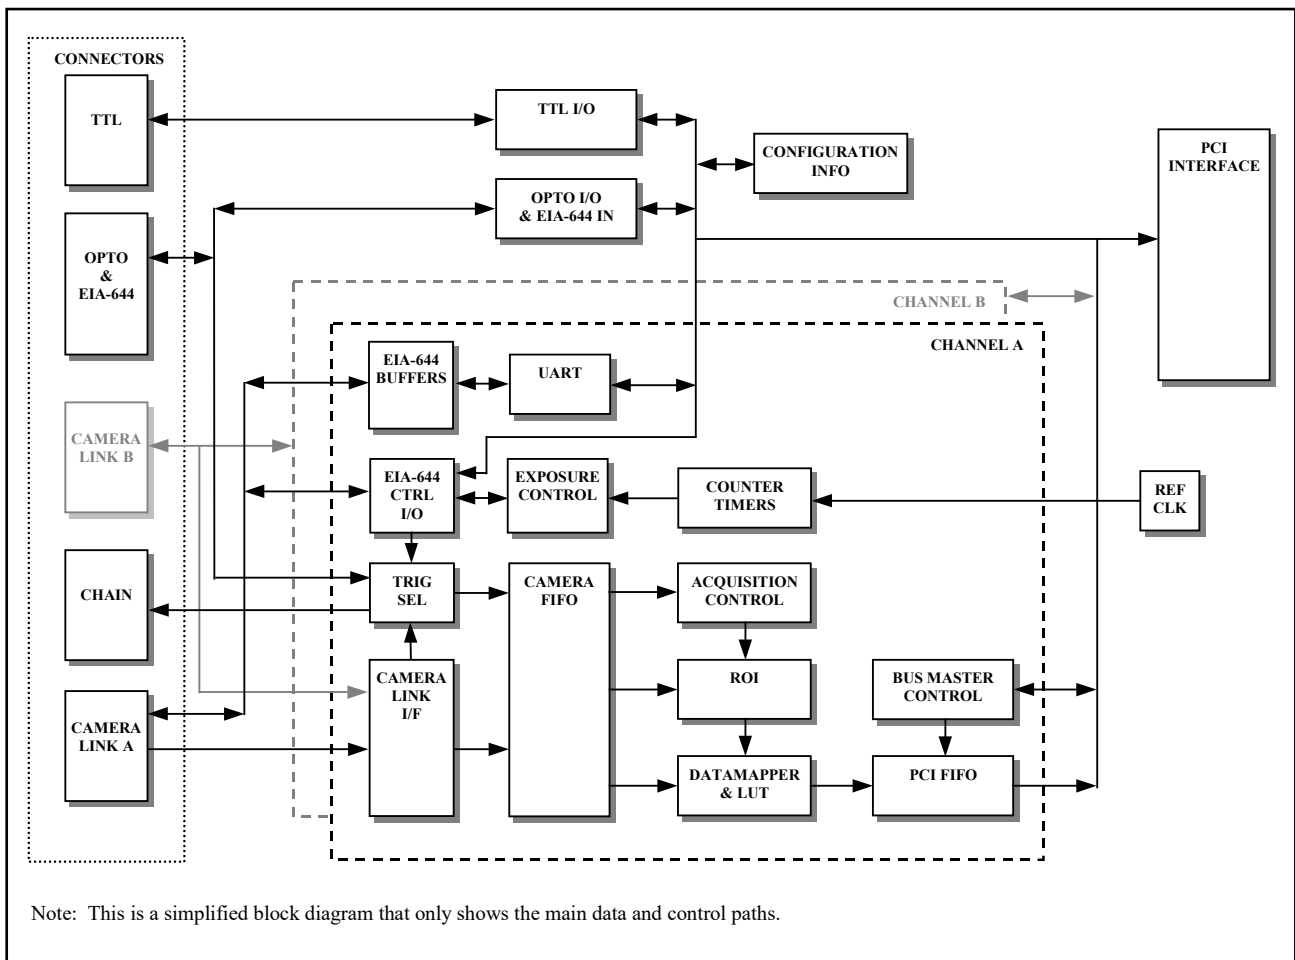 CONNECTORS
TTL
TTL I/O
CONFIGURATION
INFO
PCI
INTERFACE
OPTO I/O
& EIA-644 IN
OPTO
&
EIA-644
CHANNEL B
CHANNEL A
EIA-644
BUFFERS
UART
CAMERA
LINK B
EIA-644
CTRL
I/O
EXPOSURE
CONTROL
COUNTER
TIMERS
REF
CLK
CHAIN
TRIG
SEL
CAMERA
FIFO
ACQUISITION
CONTROL
CAMERA
LINK
I/F
ROI
BUS MASTER
CONTROL
CAMERA
LINK A
DATAMAPPER
& LUT
PCI FIFO
Note:  This is a simplified block diagram that only shows the main data and control paths.